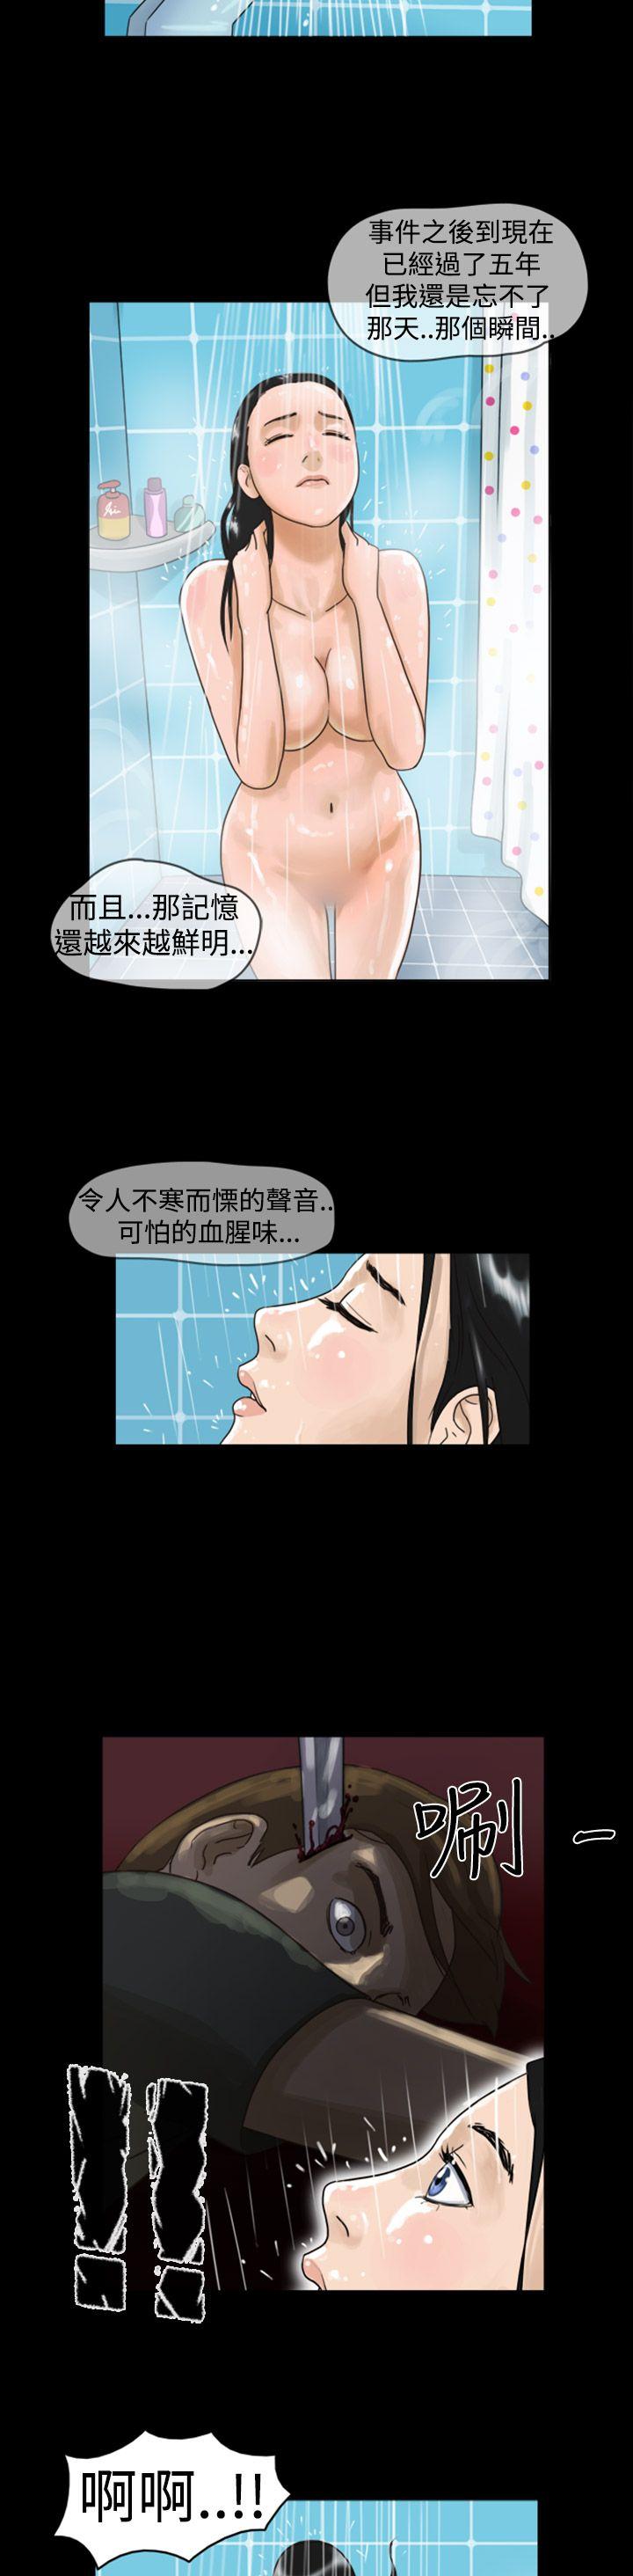 事件之後到現在
已經過了五年
但我還是忘不了
那天..那個瞬間..
而且...那記憶
還越來越鮮明...
令人不寒而慄的聲音..
可怕的血腥味...
唰—
!!
啊啊..!!